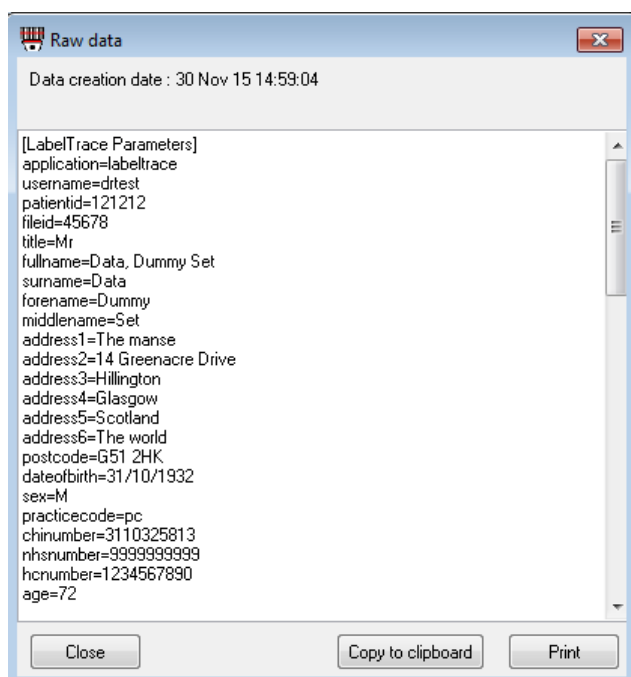 Raw data
Data creation date : 30 Nov 15 14:59:04
[LabelTrace Parameters]
application=labeltrace
username=drtest
patientid=121212
fileid=45678
title=Mr
fullname=Data, Dummy Set
surname=Data
forename=Dummy
middlename=Set
address1=The manse
address2=14 Greenacre Drive
address3=Hillington
address4=Glasgow
address5=Scotland
address6=The world
postcode=G51 2HK
dateofbirth=31/10/1932
sex=M
practicecode=pc
chinumber=3110325813
nhsnumber=9999999999
hcnumber=1234567890
age=72
Close Copy to clipboard Print